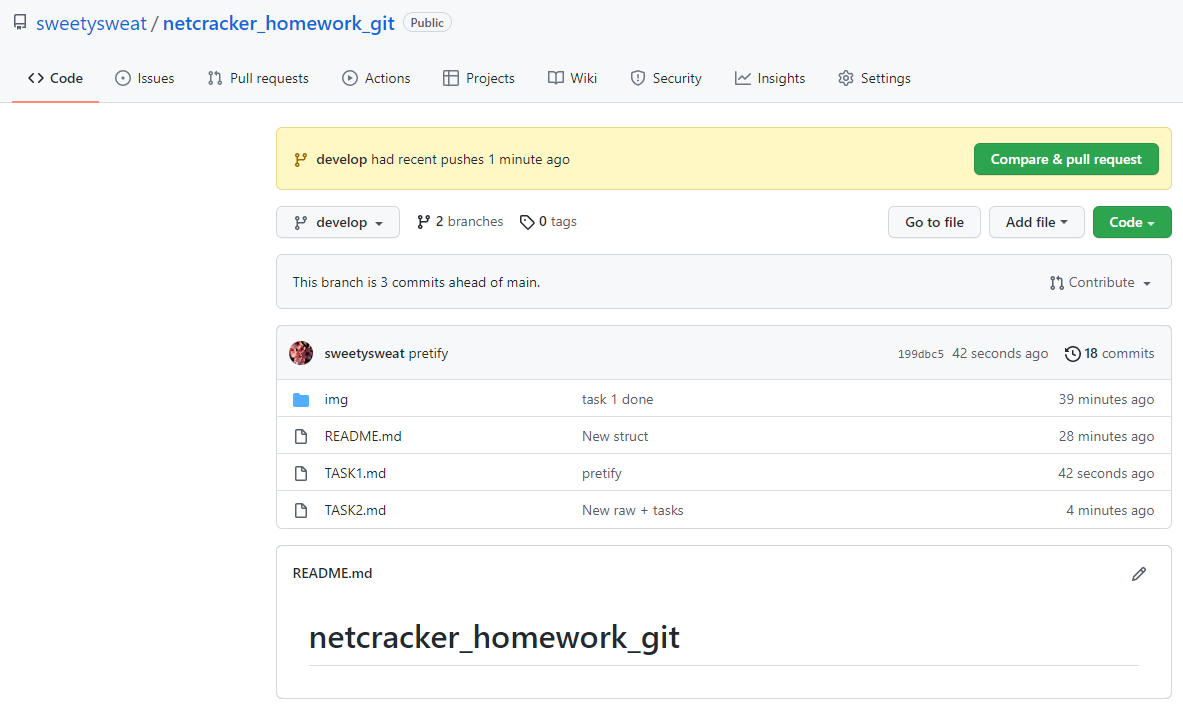 sweetysweat / netcracker_homework_git Public
Code Issues Pull requests Actions Projects Wiki Security Insights Settings
develop had recent pushes 1 minute ago Compare & pull request
develop 2 branches 0 tags Go to file Add file Code
This branch is 3 commits ahead of main. Contribute
sweetysweat pretify 199dbc5 42 seconds ago 18 commits
img task 1 done 39 minutes ago
README.md New struct 28 minutes ago
TASK1.md pretify 42 seconds ago
TASK2.md New raw + tasks 4 minutes ago
README.md
netcracker_homework_git